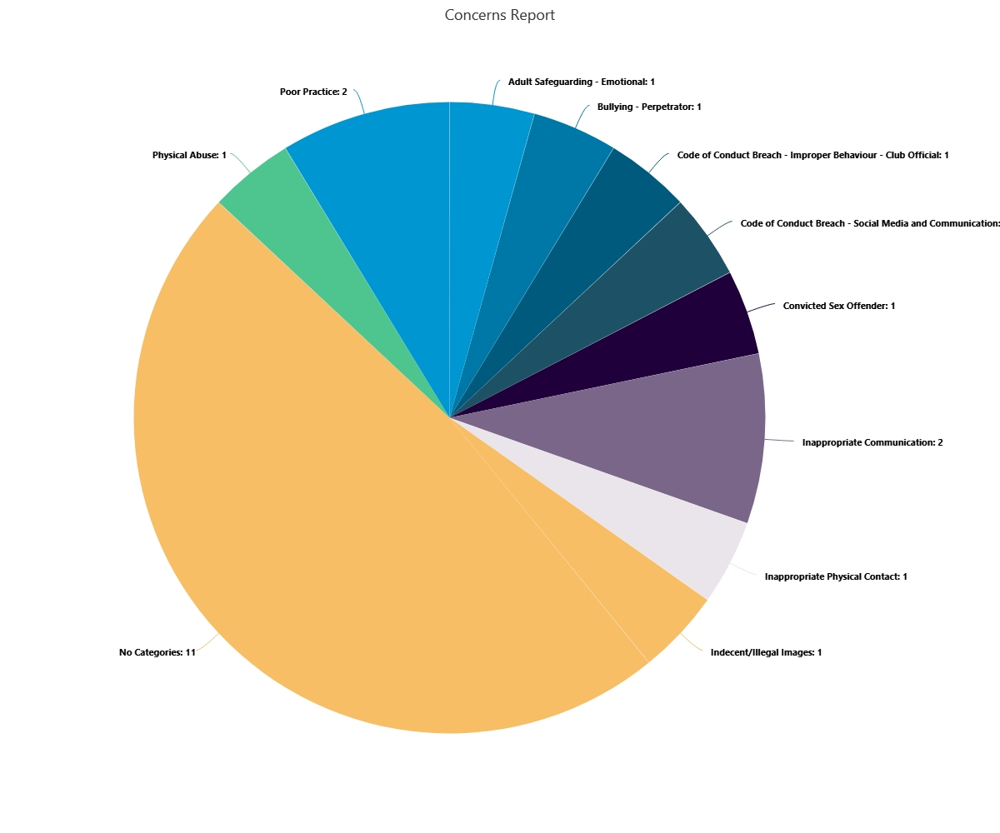 Concerns Report
Adult Safeguarding - Emotional: 1
Poor Practice: 2
Bullying - Perpetrator: 1
Physical Abuse: 1
Code of Conduct Breach - Improper Behaviour - Club Official: 1
Code of Conduct Breach - Social Media and Communication:
Convicted Sex Offender: 1
Inappropriate Communication: 2
Inappropriate Physical Contact: 1
No Categories: 11
Indecent/Illegal Images: 1